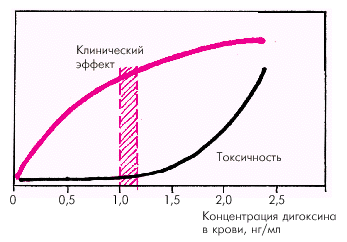 Клинический
эффект
Токсичность
0 0,5 1,0 1,5 2,0 2,5
Концентрация дигоксина
в крови, нг/мл